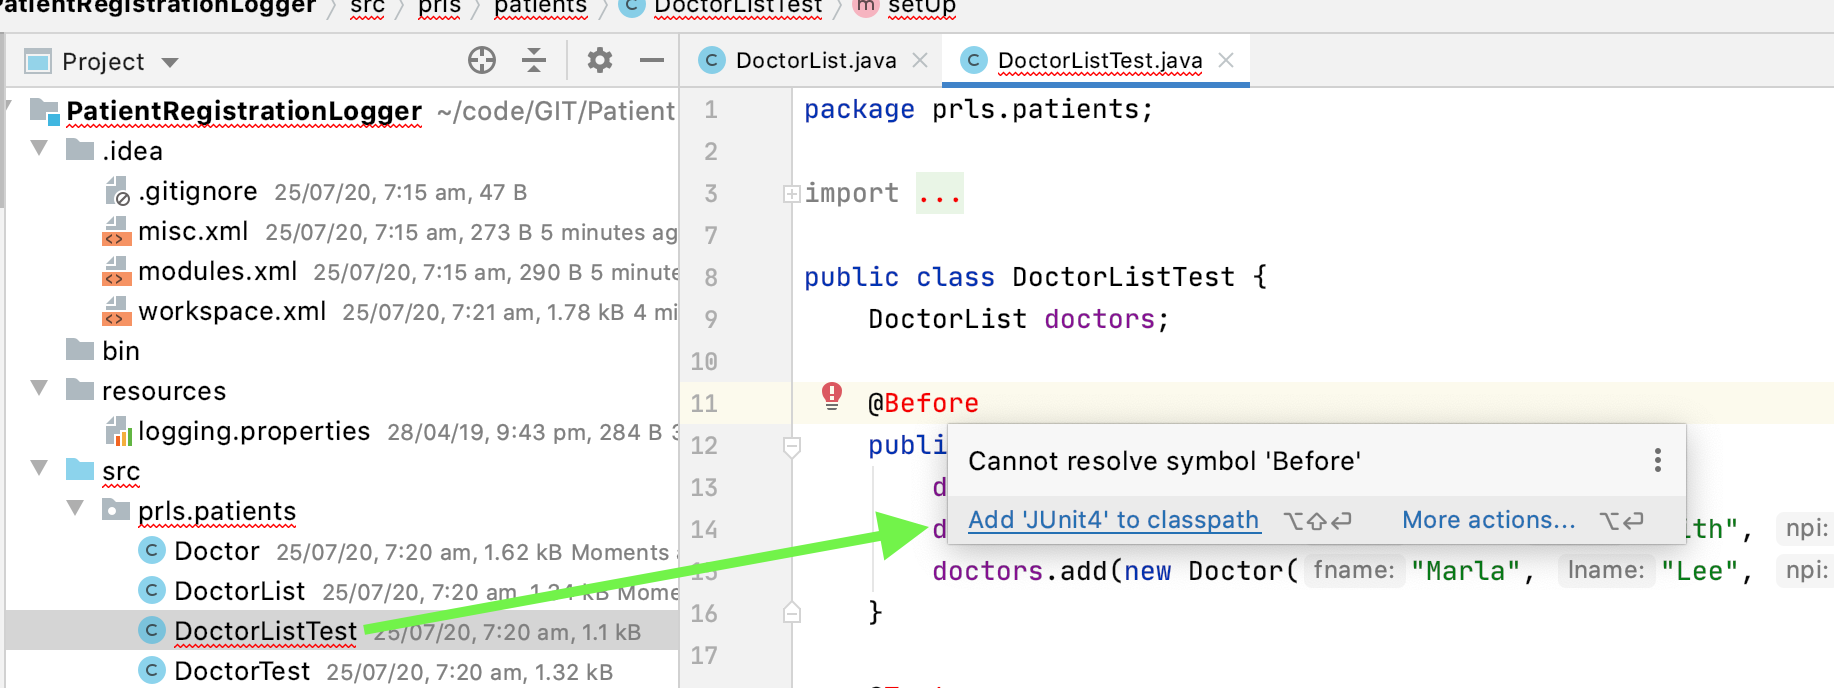 PatientRegistrationLogger src prls patients C DoctorListTest m setUp
Project
C DoctorList.java
C DoctorListTest.java
PatientRegistrationLogger ~/code/GIT/Patient
.idea
.gitignore 25/07/20, 7:15 am, 47 B
misc.xml 25/07/20, 7:15 am, 273 B 5 minutes ag
modules.xml 25/07/20, 7:15 am, 290 B 5 minute
workspace.xml 25/07/20, 7:21 am, 1.78 kB 4 mi
bin
resources
logging.properties 28/04/19, 9:43 pm, 284 B 3
src
prls.patients
C Doctor 25/07/20, 7:20 am, 1.62 kB Moments
C DoctorList 25/07/20, 7:20 am, 1.24 kB Mome
C DoctorListTest 25/07/20, 7:20 am, 1.1 kB
C DoctorTest 25/07/20, 7:20 am, 1.32 kB
1 package prls.patients;
2
3 import ...
7
8 public class DoctorListTest {
9 DoctorList doctors;
10
11 @Before
12 publi
Cannot resolve symbol 'Before'
13 d
Add 'JUnit4' to classpath ⌥⇧⏎ More actions... ⌥⏎
14 d ith", npi:
15 doctors.add(new Doctor( fname: "Marla", lname: "Lee", npi:
16 }
17